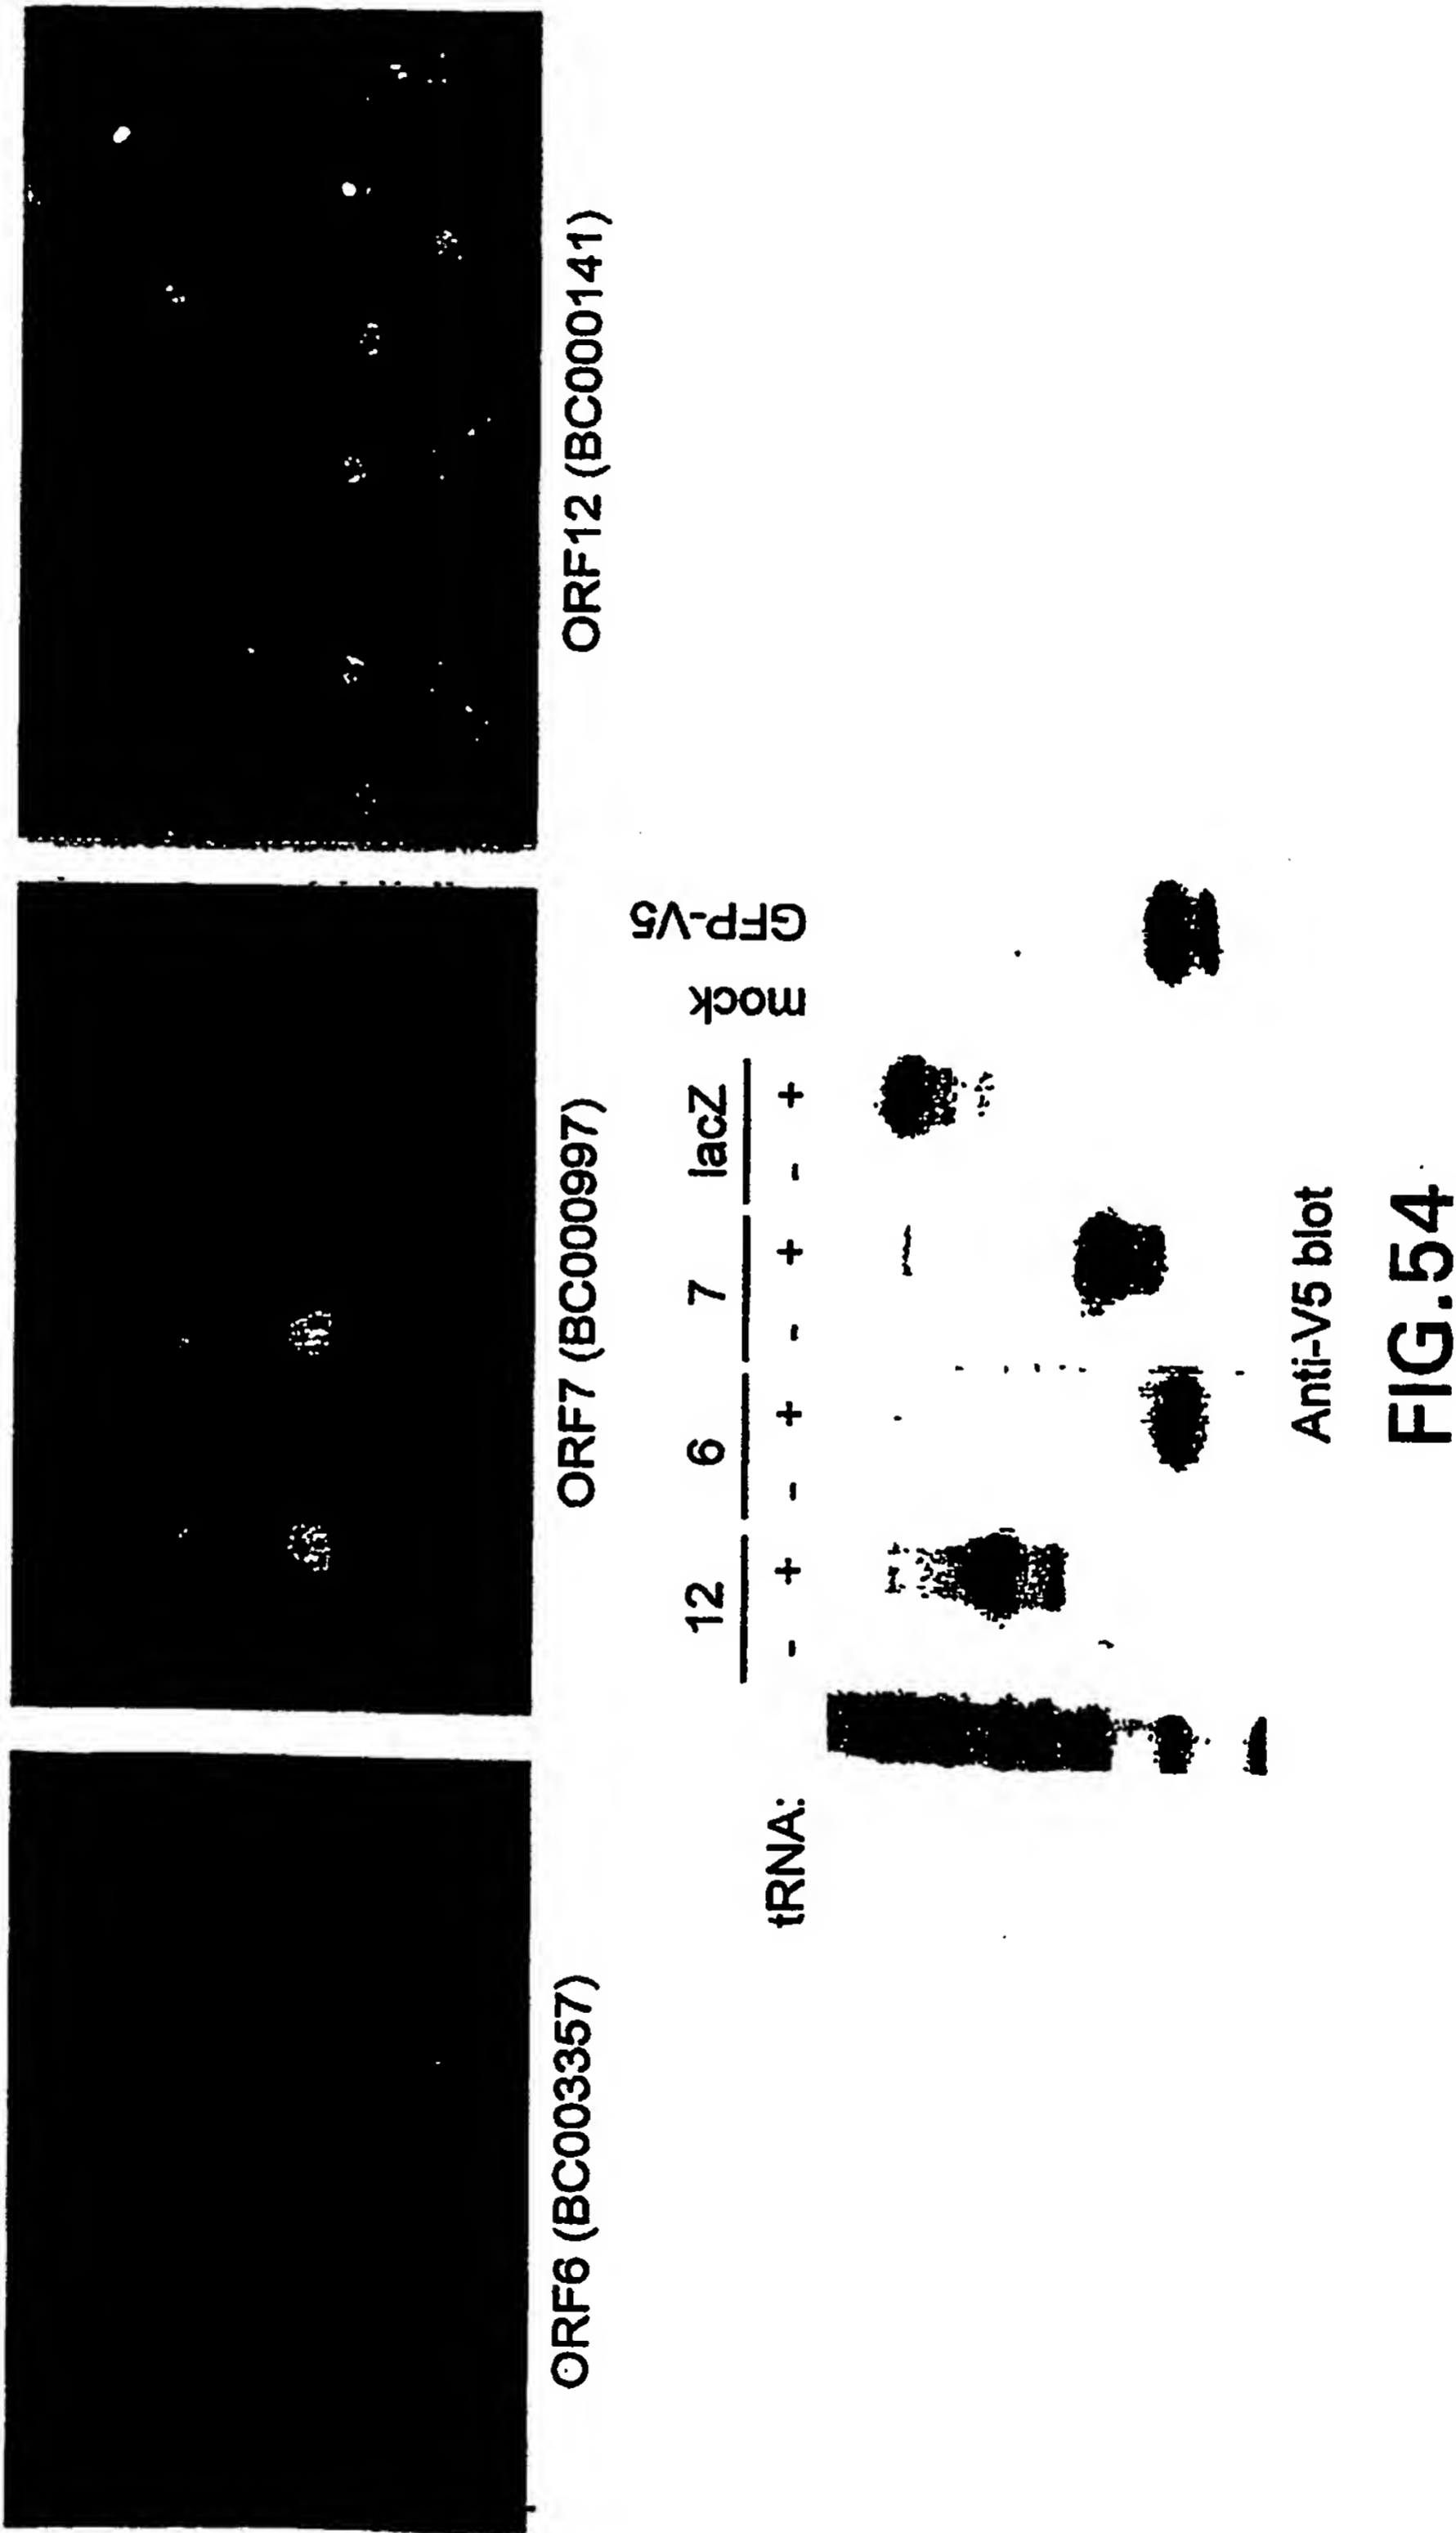 ORF6 (BC003357)
ORF7 (BC000997)
ORF12 (BC000141)
12 6 7 lacZ mock GFP-V5
tRNA: - + - + - + - +
Anti-V5 blot
FIG.54